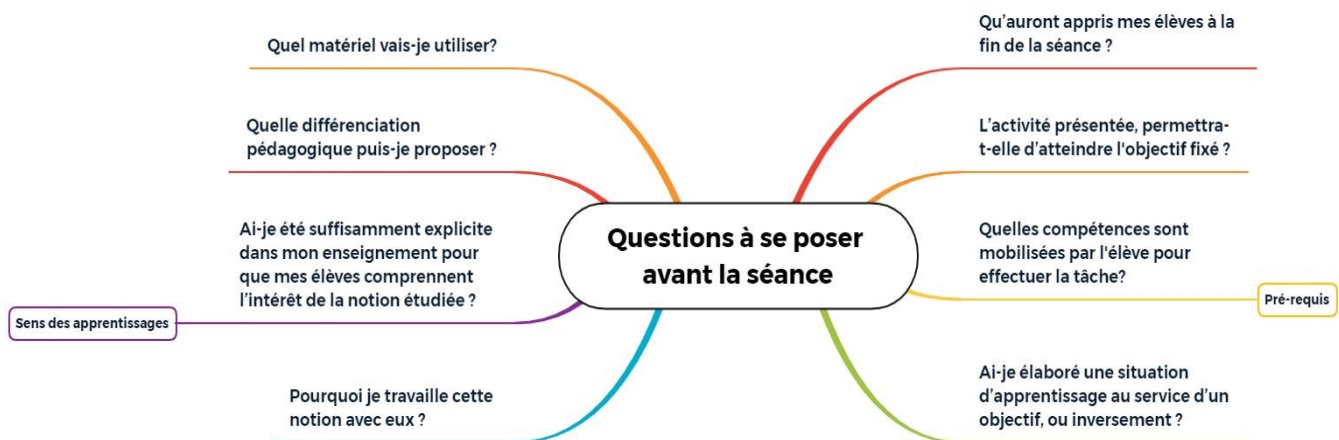 Questions à se poser
avant la séance
Qu'auront appris mes élèves à la
fin de la séance ?
L'activité présentée, permettra-
t-elle d'atteindre l'objectif fixé ?
Quelles compétences sont
mobilisées par l'élève pour
effectuer la tâche?
Pré-requis
Ai-je élaboré une situation
d'apprentissage au service d'un
objectif, ou inversement ?
Quel matériel vais-je utiliser?
Quelle différenciation
pédagogique puis-je proposer ?
Ai-je été suffisamment explicite
dans mon enseignement pour
que mes élèves comprennent
l'intérêt de la notion étudiée ?
Sens des apprentissages
Pourquoi je travaille cette
notion avec eux ?